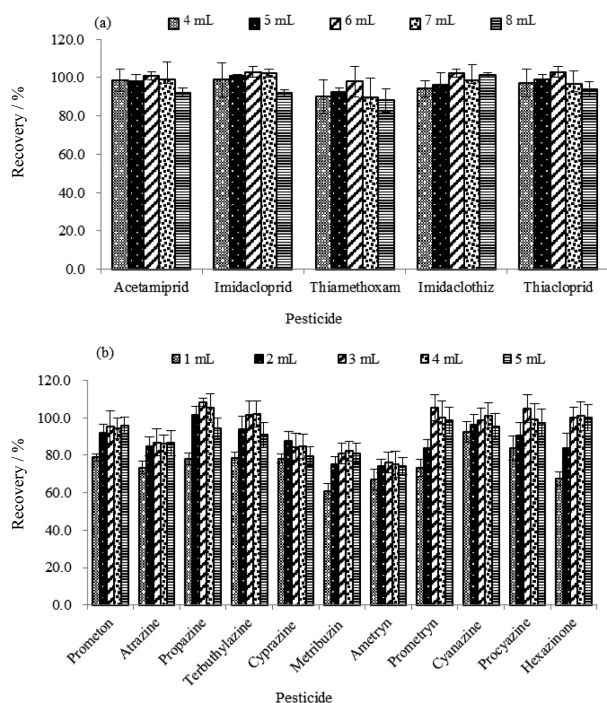 (a)
4 mL 5 mL 6 mL 7 mL 8 mL
120.0
100.0
80.0
60.0
40.0
20.0
0.0
Recovery / %
Acetamiprid Imidacloprid Thiamethoxam Imidaclothiz Thiacloprid
Pesticide
(b)
1 mL 2 mL 3 mL 4 mL 5 mL
120.0
100.0
80.0
60.0
40.0
20.0
0.0
Recovery / %
Prometon Atrazine Propazine Terbuthylazine Cyprazine Metribuzin Ametryn Prometryn Cyanazine Procyazine Hexazinone
Pesticide